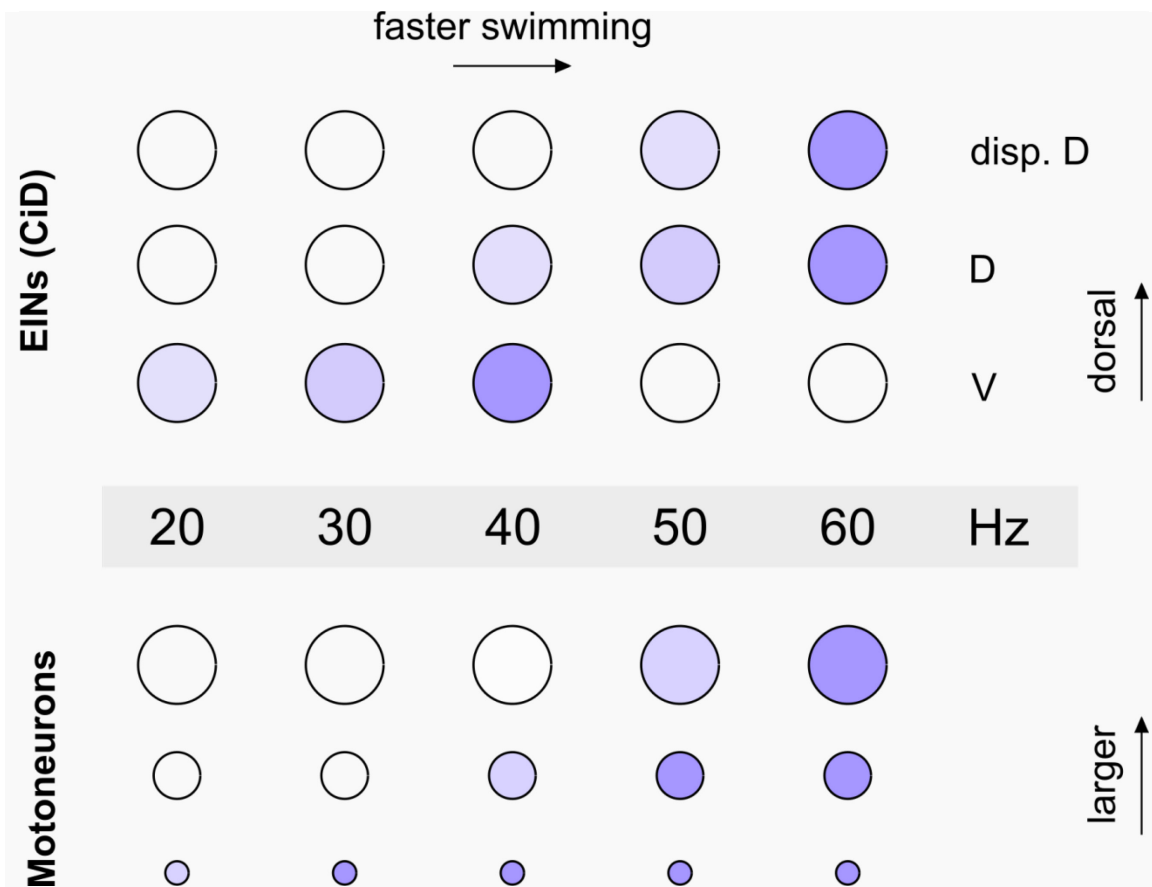 faster swimming
EINs (CiD)
disp. D
D
V
dorsal
20 30 40 50 60 Hz
Motoneurons
larger